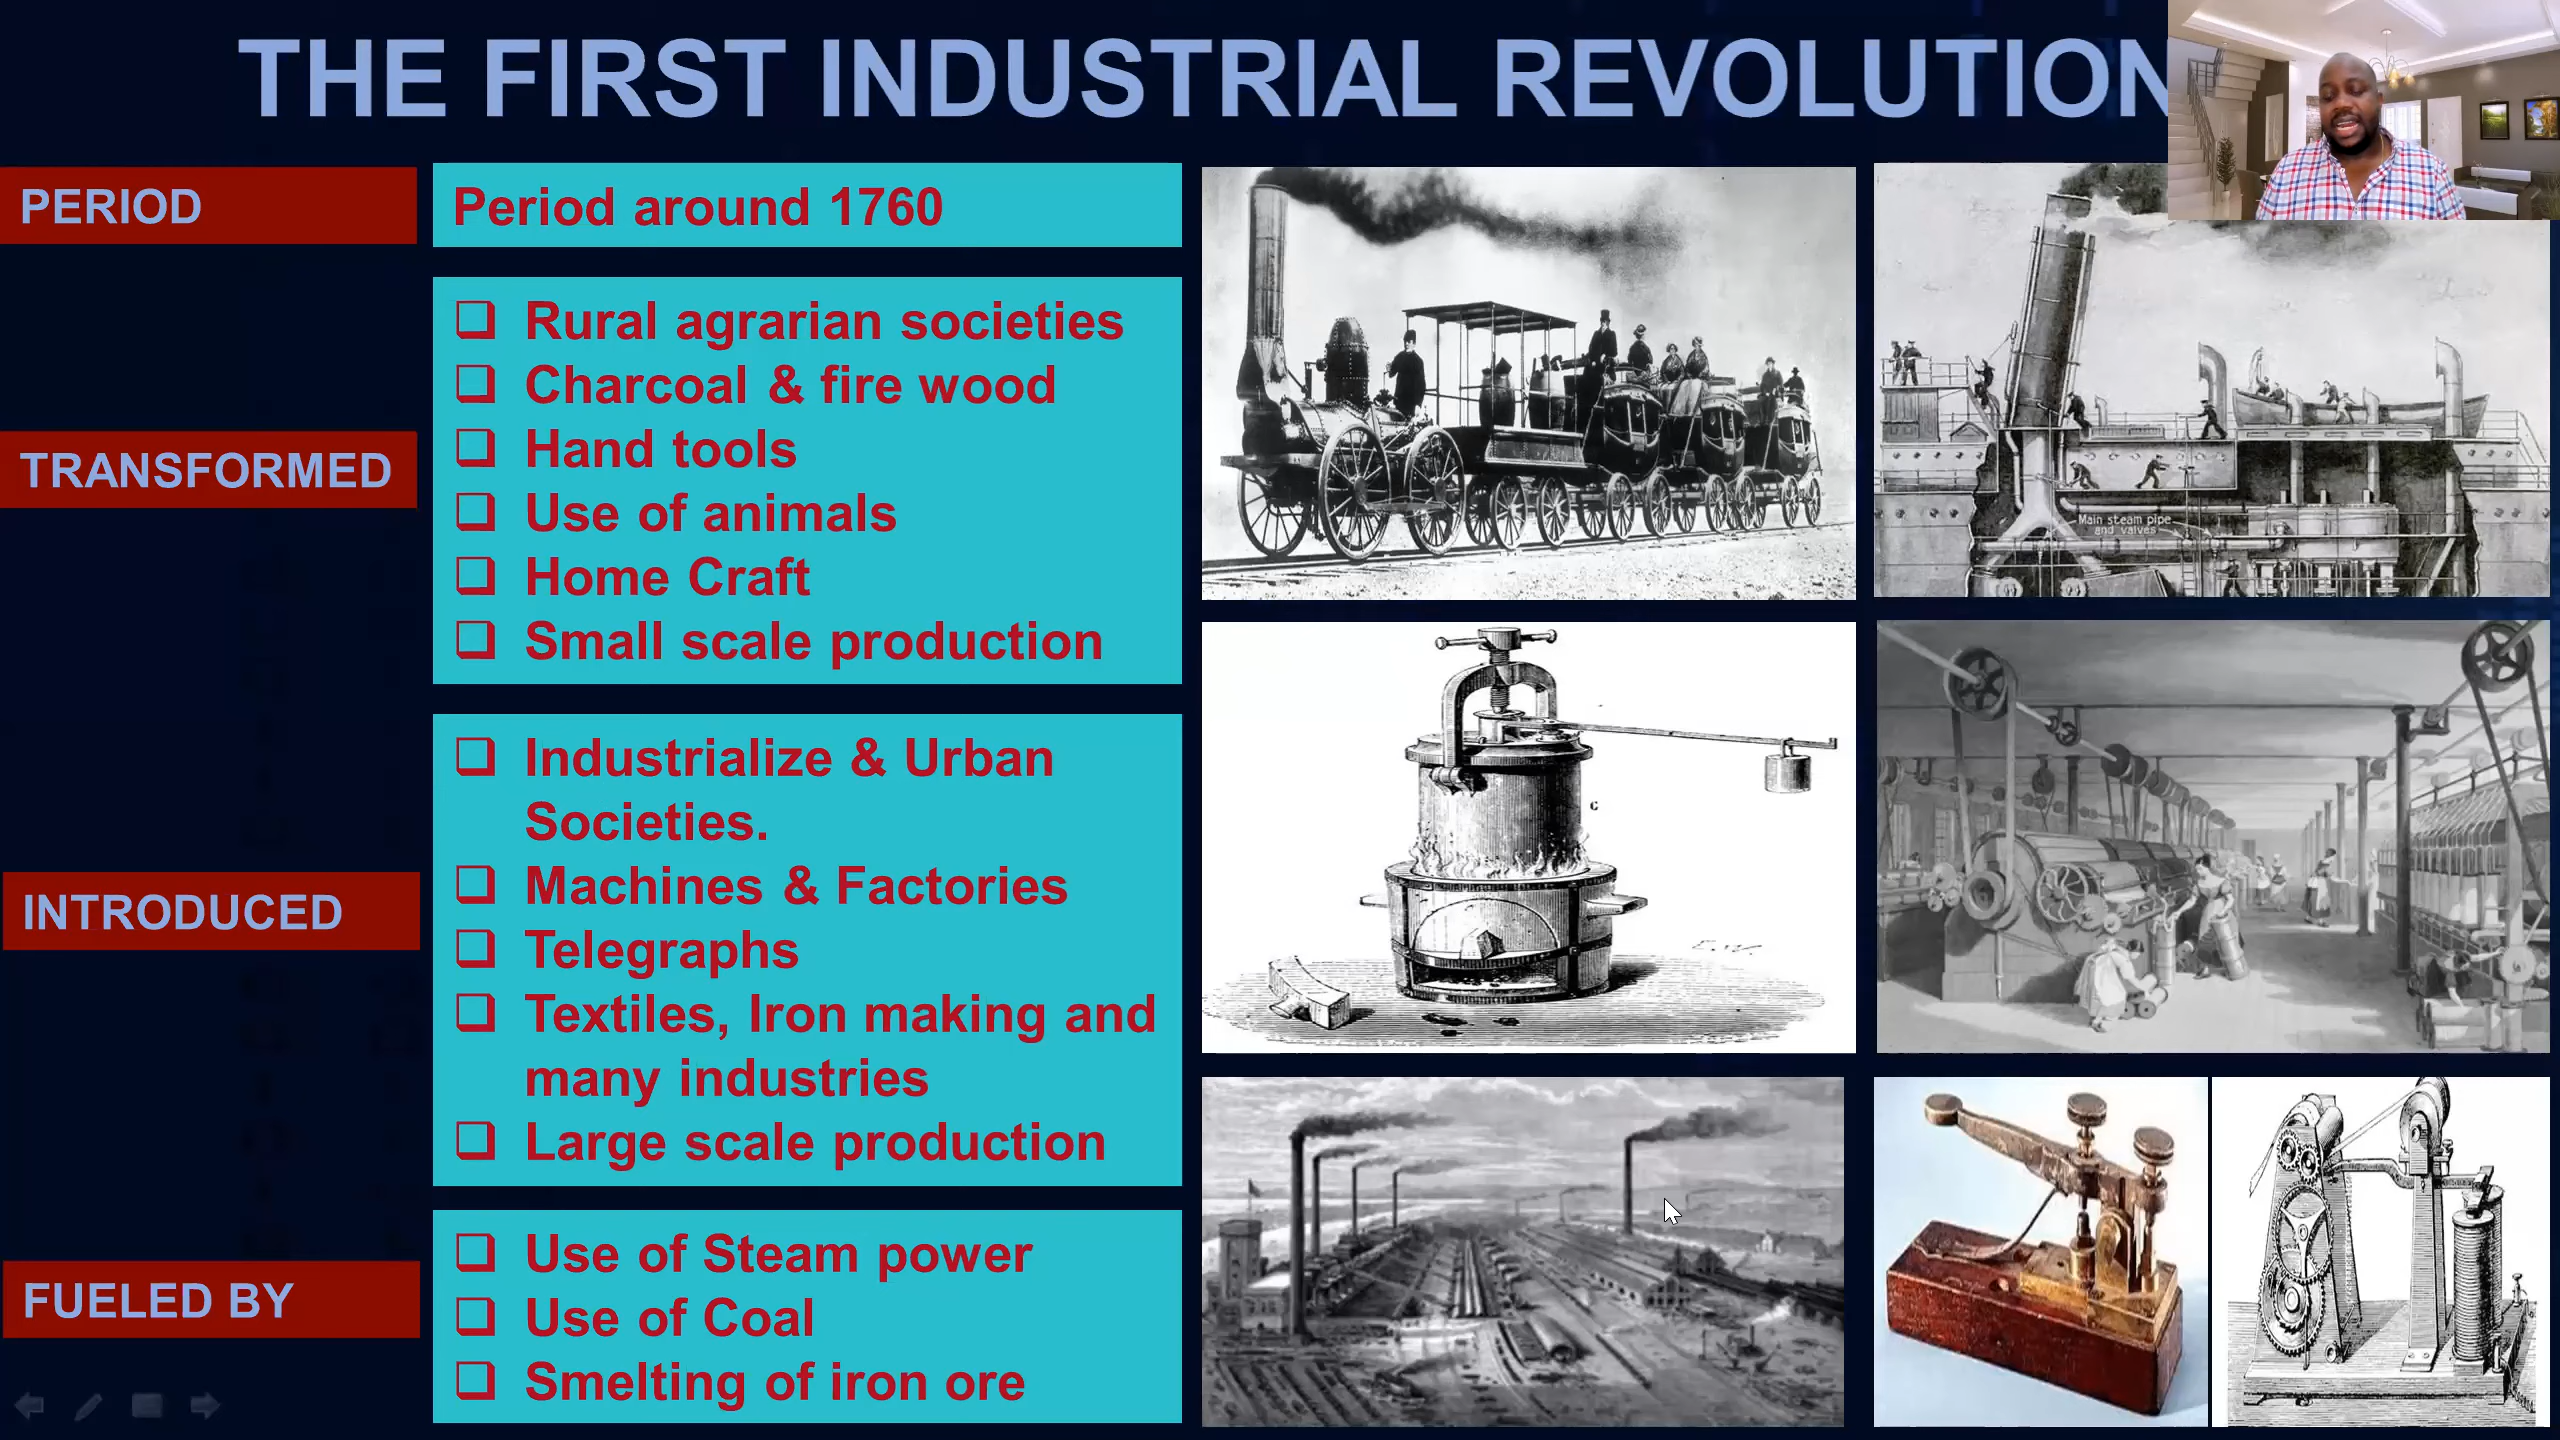 THE FIRST INDUSTRIAL REVOLUTION
PERIOD
Period around 1760
TRANSFORMED
Rural agrarian societies
Charcoal & fire wood
Hand tools
Use of animals
Home Craft
Small scale production
INTRODUCED
Industrialize & Urban
Societies.
Machines & Factories
Telegraphs
Textiles, Iron making and
many industries
Large scale production
FUELED BY
Use of Steam power
Use of Coal
Smelting of iron ore
Main steam pipe
and valves
C